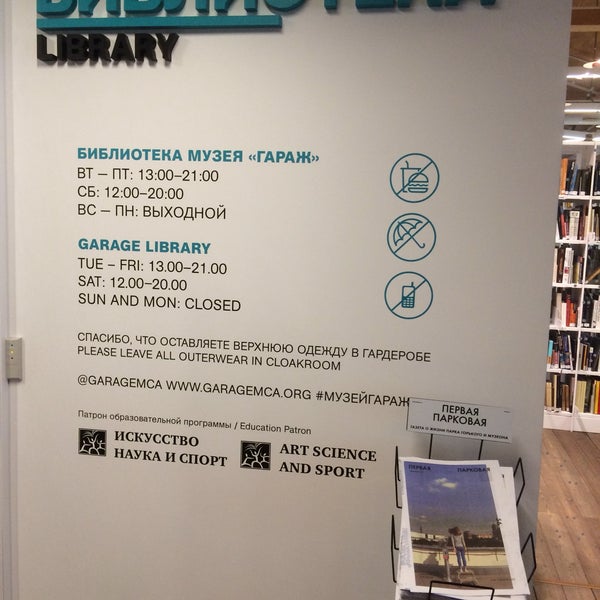 БИБЛИОТЕКА
LIBRARY
БИБЛИОТЕКА МУЗЕЯ «ГАРАЖ»
ВТ – ПТ: 13:00–21:00
СБ: 12:00–20:00
ВС – ПН: ВЫХОДНОЙ
GARAGE LIBRARY
TUE – FRI: 13.00–21.00
SAT: 12.00–20.00
SUN AND MON: CLOSED
СПАСИБО, ЧТО ОСТАВЛЯЕТЕ ВЕРХНЮЮ ОДЕЖДУ В ГАРДЕРОБЕ
PLEASE LEAVE ALL OUTERWEAR IN CLOAKROOM
@GARAGEMCA WWW.GARAGEMCA.ORG #МУЗЕЙГАРАЖ
Патрон образовательной программы / Education Patron
ИСКУССТВО
НАУКА И СПОРТ
ART SCIENCE
AND SPORT
ПЕРВАЯ
ПАРКОВАЯ
ГАЗЕТА О ЖИЗНИ ПАРКА ГОРЬКОГО И МУЗЕОНА
ПЕРВАЯ ПАРКОВАЯ